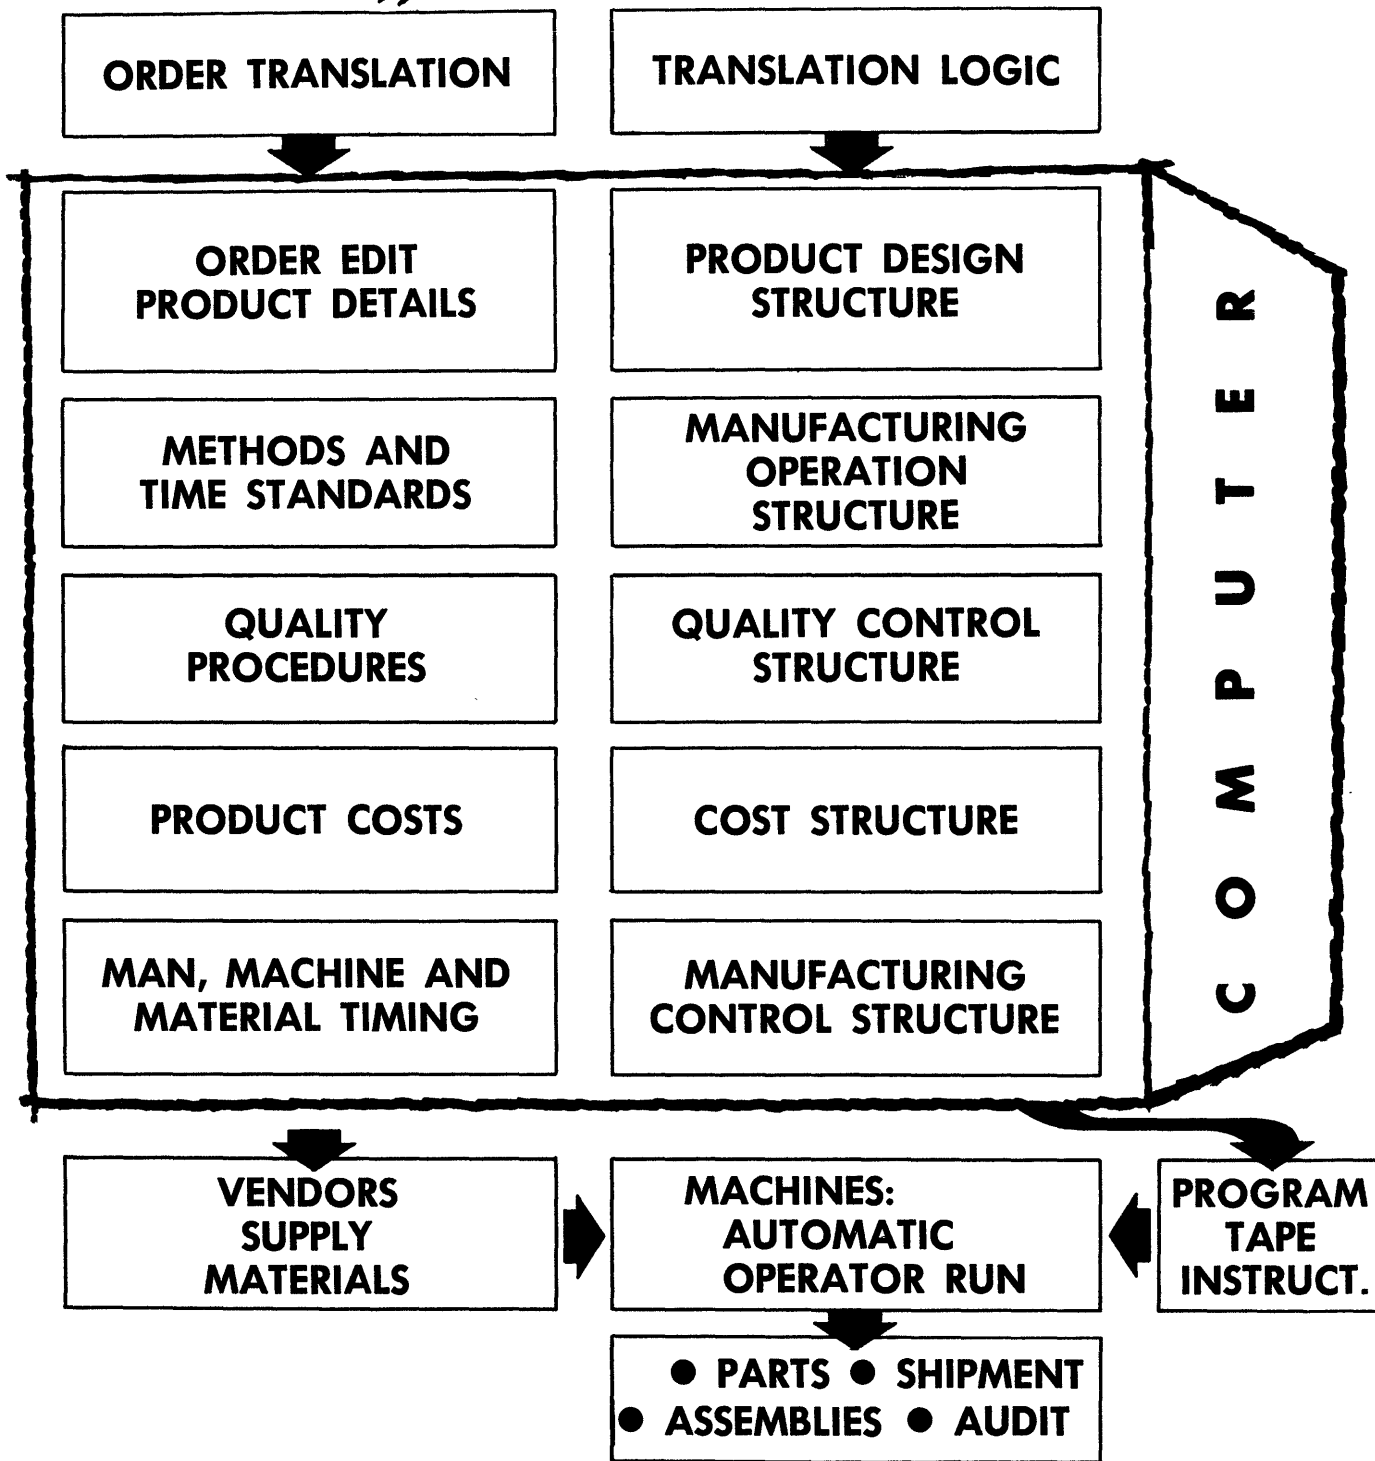 ORDER TRANSLATION
TRANSLATION LOGIC
ORDER EDIT
PRODUCT DETAILS
PRODUCT DESIGN
STRUCTURE
METHODS AND
TIME STANDARDS
MANUFACTURING
OPERATION
STRUCTURE
QUALITY
PROCEDURES
QUALITY CONTROL
STRUCTURE
PRODUCT COSTS
COST STRUCTURE
MAN, MACHINE AND
MATERIAL TIMING
MANUFACTURING
CONTROL STRUCTURE
COMPUTER
VENDORS
SUPPLY
MATERIALS
MACHINES:
AUTOMATIC
OPERATOR RUN
PROGRAM
TAPE
INSTRUCT.
● PARTS ● SHIPMENT
● ASSEMBLIES ● AUDIT